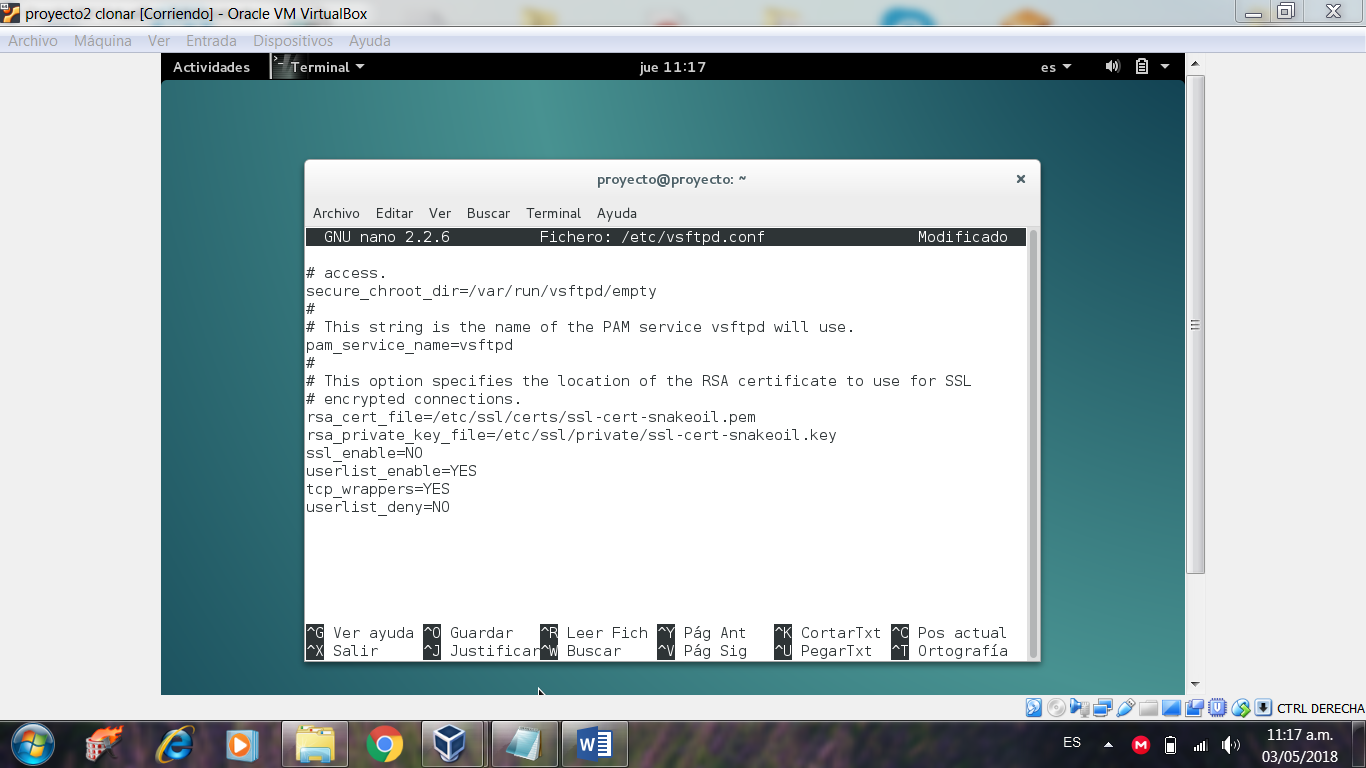 proyecto2 clonar [Corriendo] - Oracle VM VirtualBox
Archivo Máquina Ver Entrada Dispositivos Ayuda
Actividades Terminal jue 11:17 es
proyecto@proyecto: ~
Archivo Editar Ver Buscar Terminal Ayuda
GNU nano 2.2.6 Fichero: /etc/vsftpd.conf Modificado
# access.
secure_chroot_dir=/var/run/vsftpd/empty
#
# This string is the name of the PAM service vsftpd will use.
pam_service_name=vsftpd
#
# This option specifies the location of the RSA certificate to use for SSL
# encrypted connections.
rsa_cert_file=/etc/ssl/certs/ssl-cert-snakeoil.pem
rsa_private_key_file=/etc/ssl/private/ssl-cert-snakeoil.key
ssl_enable=NO
userlist_enable=YES
tcp_wrappers=YES
userlist_deny=NO
^G Ver ayuda ^O Guardar ^R Leer Fich ^Y Pág Ant ^K CortarTxt ^C Pos actual
^X Salir ^J Justificar ^W Buscar ^V Pág Sig ^U PegarTxt ^T Ortografía
CTRL DERECHA
ES
11:17 a.m.
03/05/2018